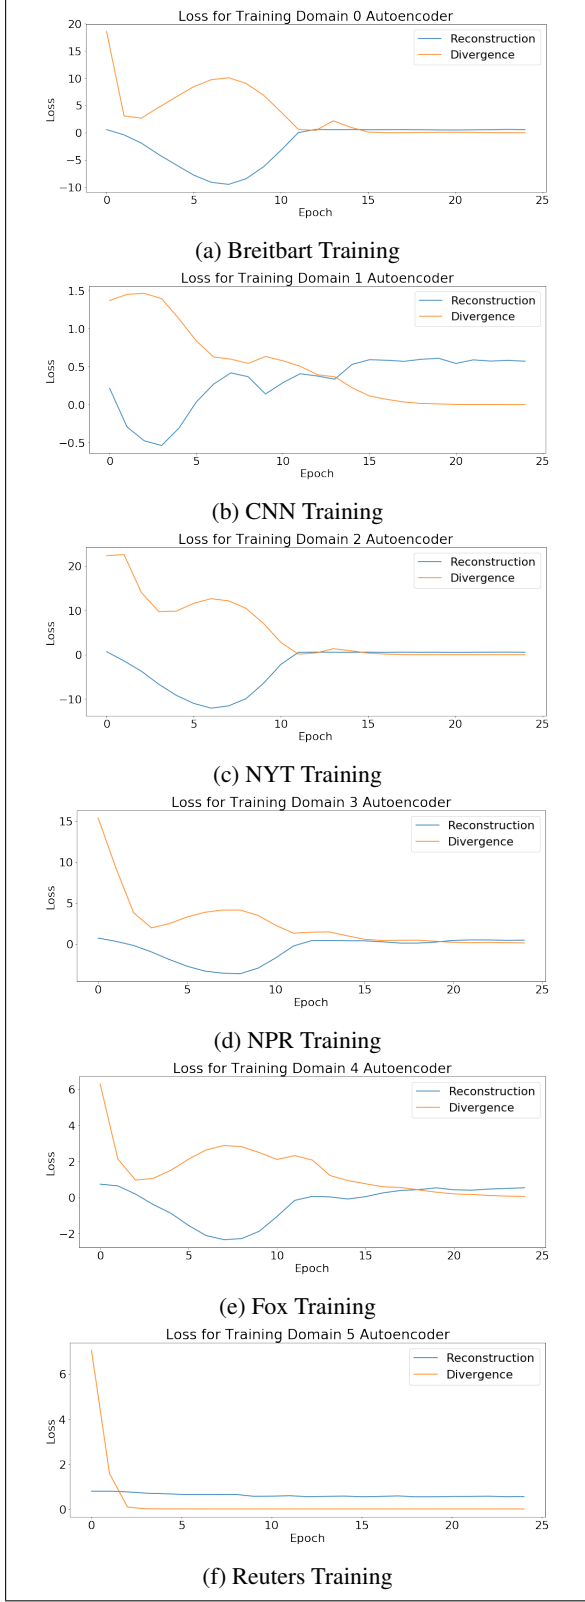 Loss for Training Domain 0 Autoencoder
20
15
10
5
0
−5
−10
Loss
Reconstruction
Divergence
0 5 10 15 20 25
Epoch
(a) Breitbart Training
Loss for Training Domain 1 Autoencoder
1.5
1.0
0.5
0.0
−0.5
Loss
Reconstruction
Divergence
0 5 10 15 20 25
Epoch
(b) CNN Training
Loss for Training Domain 2 Autoencoder
20
10
0
−10
Loss
Reconstruction
Divergence
0 5 10 15 20 25
Epoch
(c) NYT Training
Loss for Training Domain 3 Autoencoder
15
10
5
0
Loss
Reconstruction
Divergence
0 5 10 15 20 25
Epoch
(d) NPR Training
Loss for Training Domain 4 Autoencoder
6
4
2
0
−2
Loss
Reconstruction
Divergence
0 5 10 15 20 25
Epoch
(e) Fox Training
Loss for Training Domain 5 Autoencoder
6
4
2
0
Loss
Reconstruction
Divergence
0 5 10 15 20 25
Epoch
(f) Reuters Training